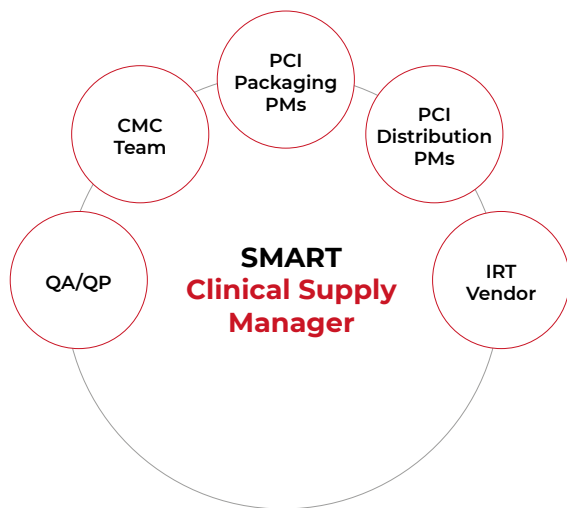 PCI
Packaging
PMs
CMC
Team
PCI
Distribution
PMs
QA/QP
SMART
Clinical Supply
Manager
IRT
Vendor